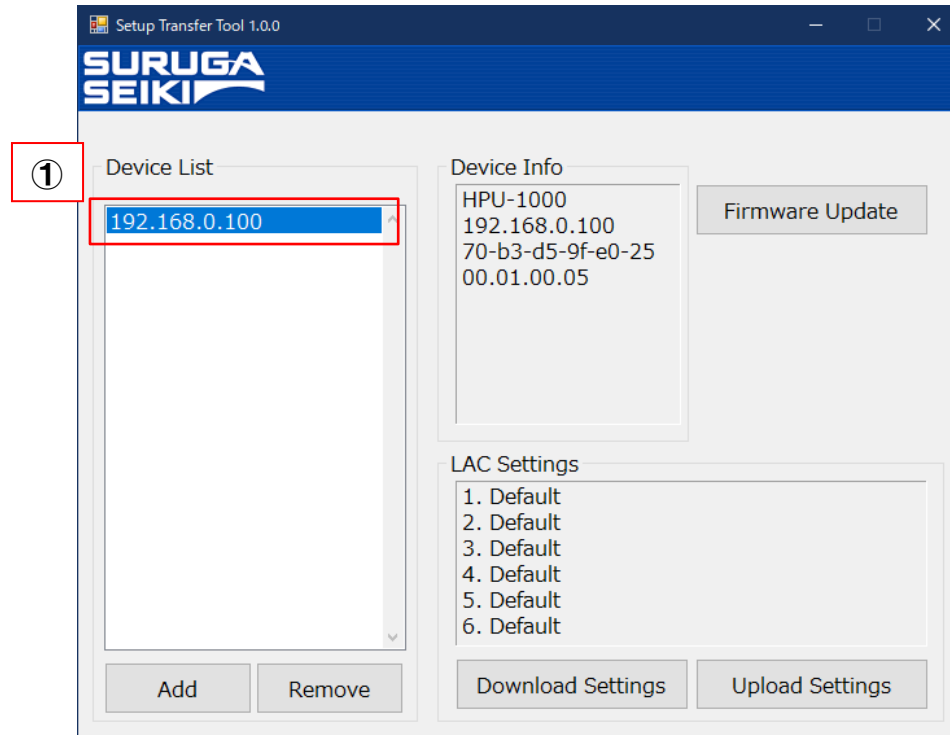 Setup Transfer Tool 1.0.0
SURUGA
SEIKI
①
Device List
192.168.0.100
Add
Remove
Device Info
HPU-1000
192.168.0.100
70-b3-d5-9f-e0-25
00.01.00.05
Firmware Update
LAC Settings
1. Default
2. Default
3. Default
4. Default
5. Default
6. Default
Download Settings
Upload Settings